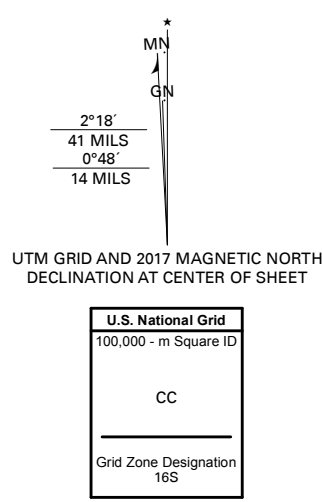 ★
MN
GN
2°18´
41 MILS
0°48´
14 MILS
UTM GRID AND 2017 MAGNETIC NORTH
DECLINATION AT CENTER OF SHEET
U.S. National Grid
100,000 - m Square ID
CC
Grid Zone Designation
16S